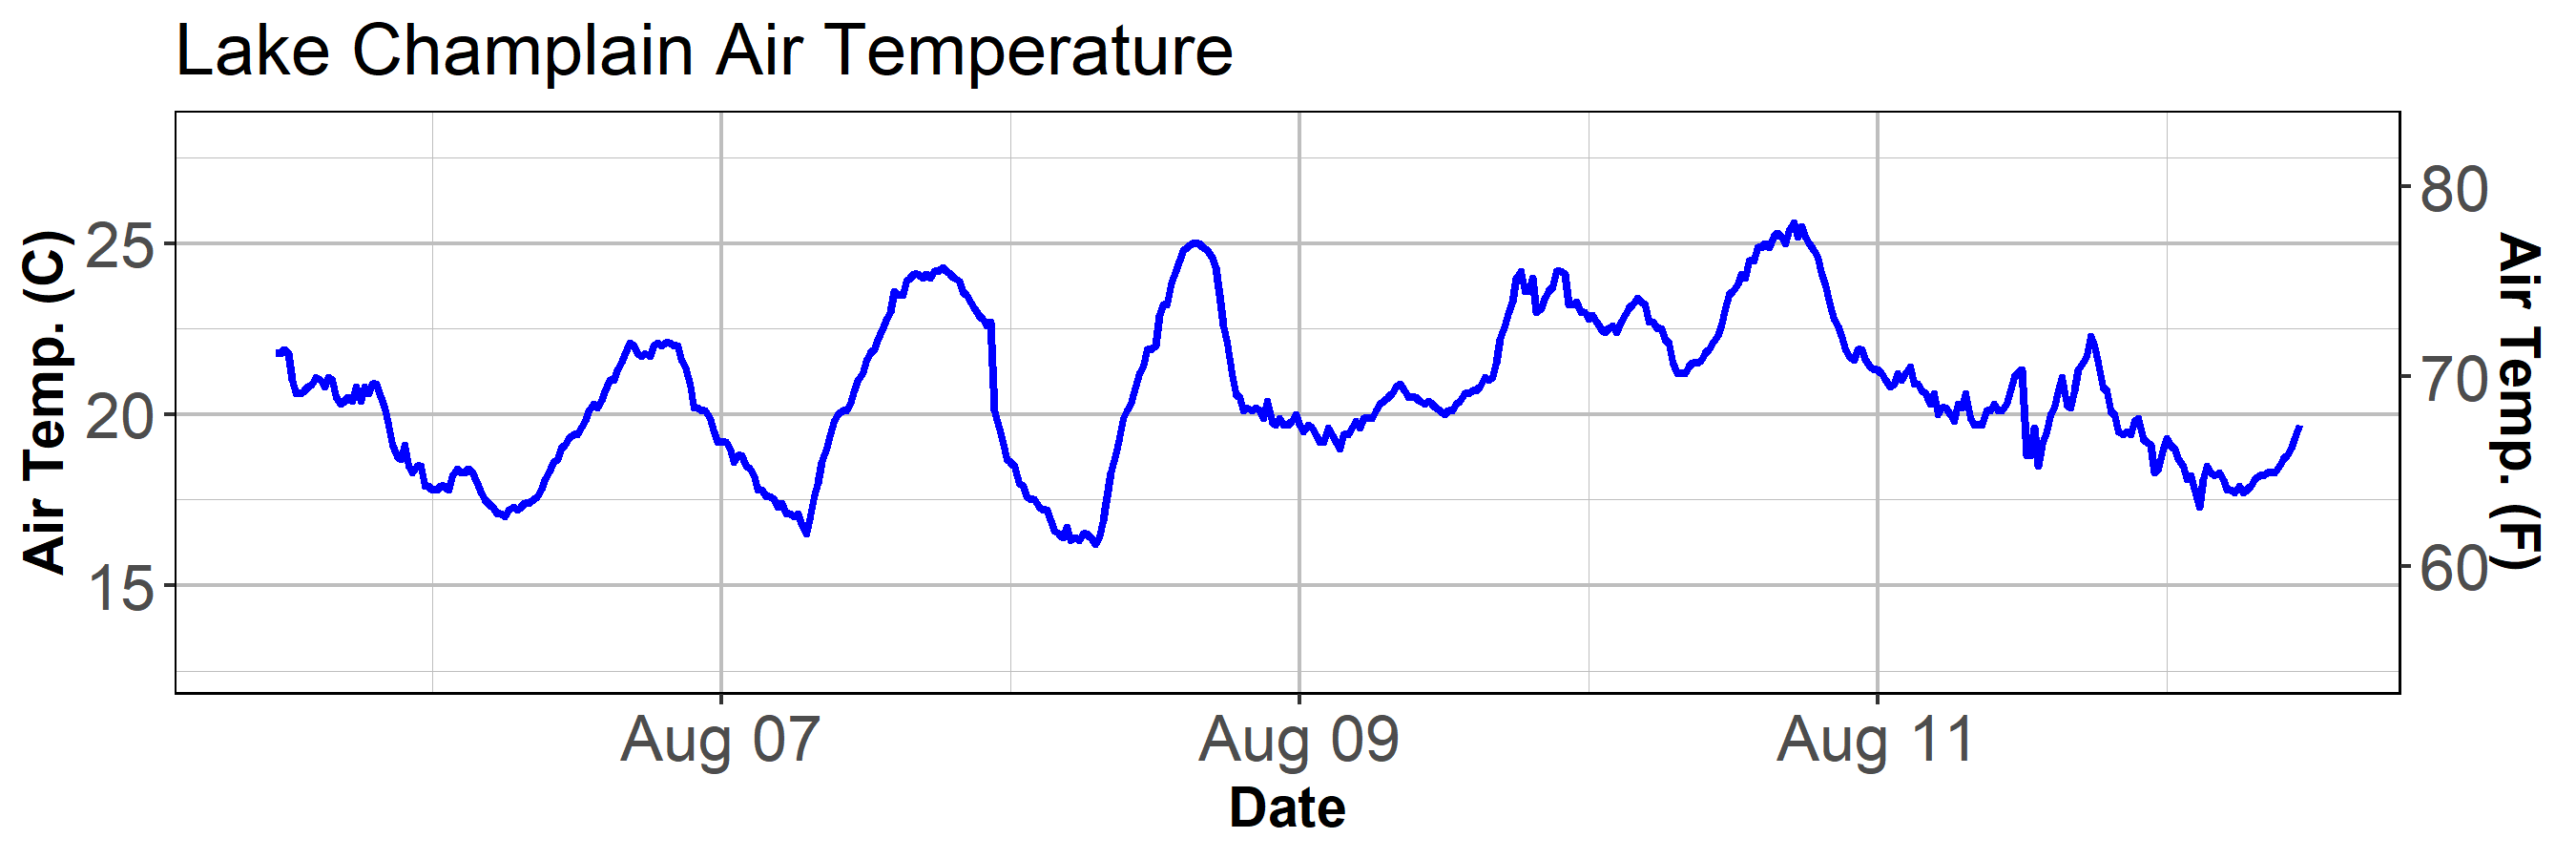 Lake Champlain Air Temperature
Air Temp. (C)
25
20
15
80
70
60
Air Temp. (F)
Aug 07
Aug 09
Aug 11
Date